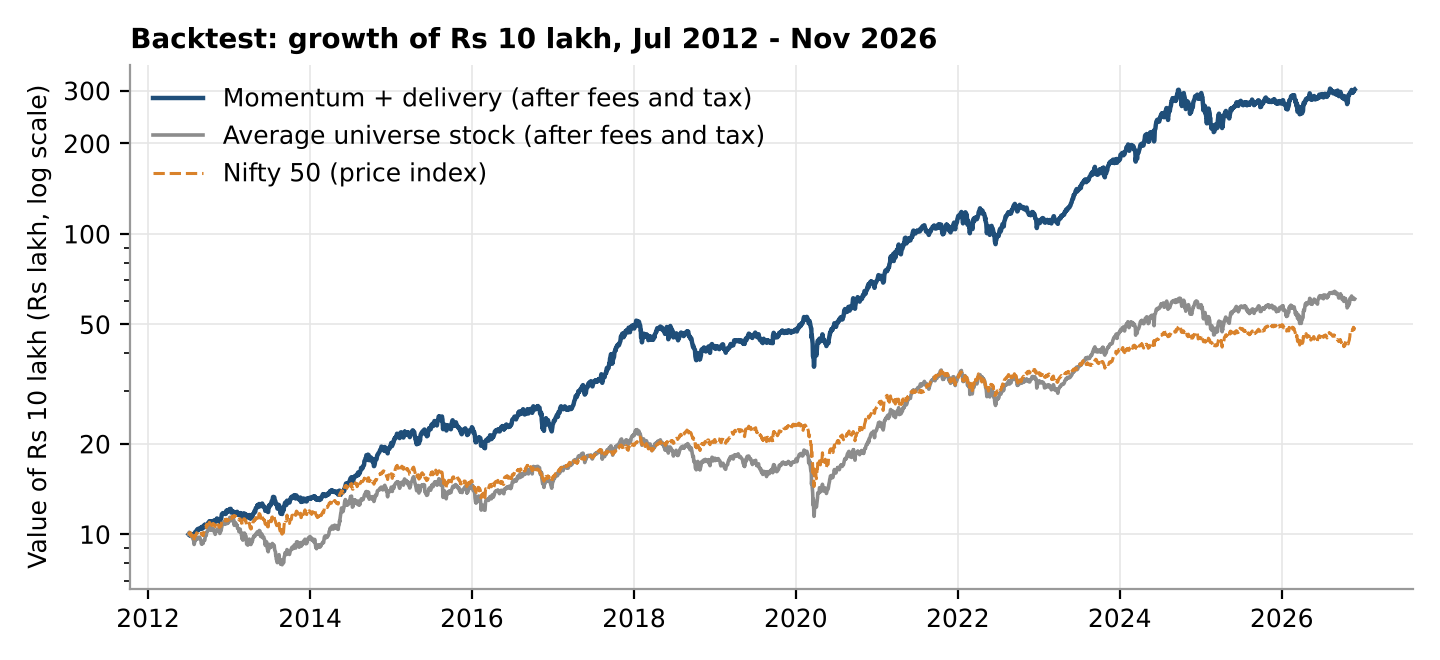 Backtest: growth of Rs 10 lakh, Jul 2012 - Nov 2026
Value of Rs 10 lakh (Rs lakh, log scale)
300
200
100
50
20
10
Momentum + delivery (after fees and tax)
Average universe stock (after fees and tax)
Nifty 50 (price index)
2012 2014 2016 2018 2020 2022 2024 2026